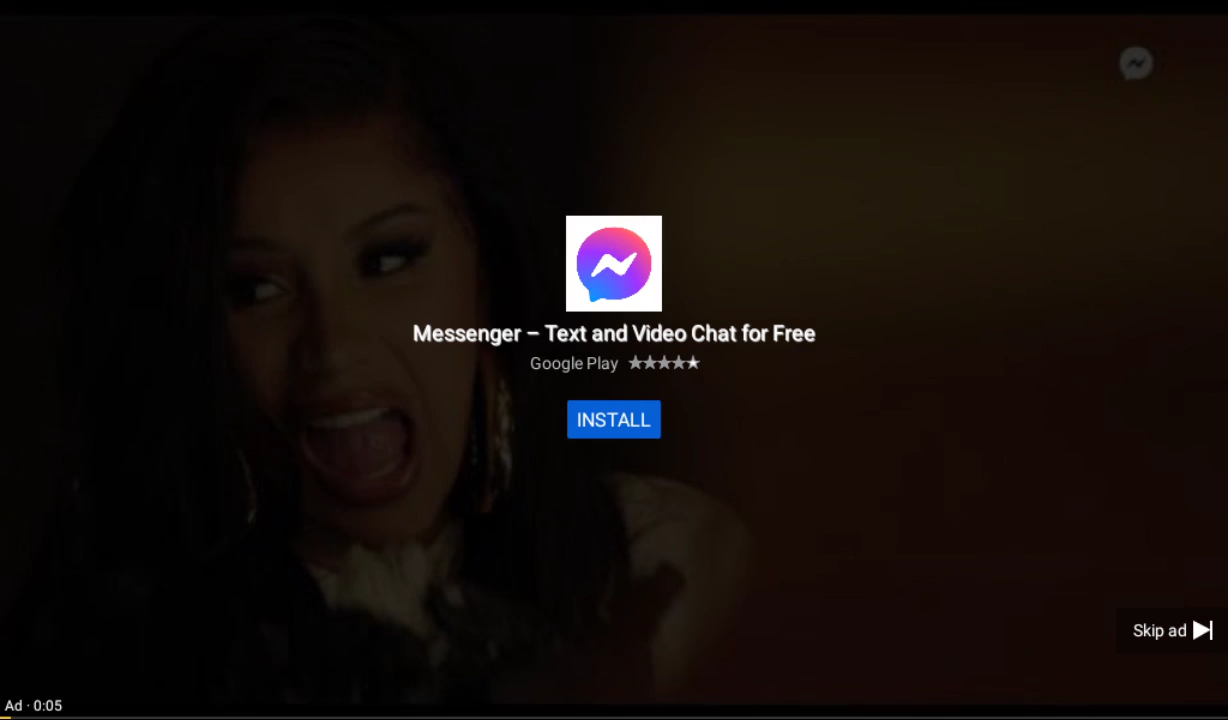 Messenger – Text and Video Chat for Free
Google Play
INSTALL
Skip ad
Ad · 0:05